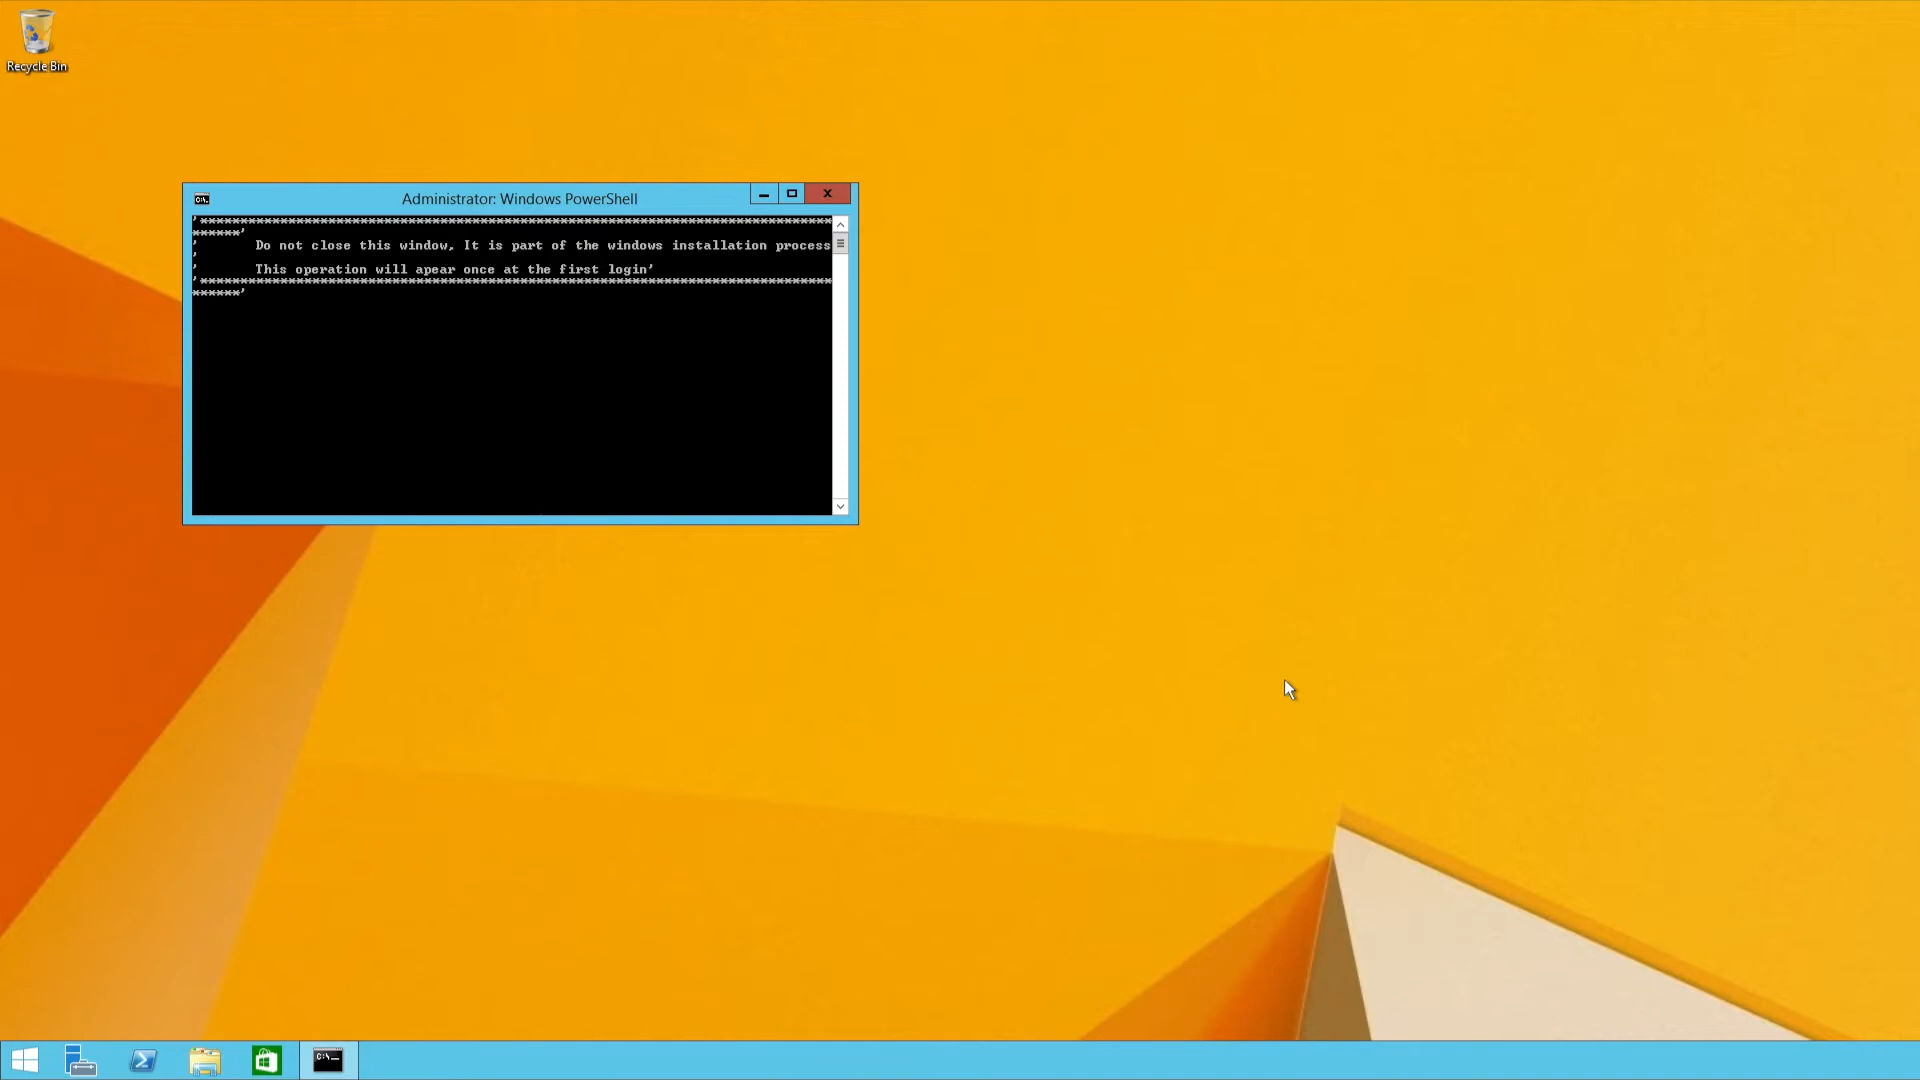 Recycle Bin
Administrator: Windows PowerShell
'*******************************************************************************
******'
'       Do not close this window, It is part of the windows installation process
'
'       This operation will apear once at the first login'
'*******************************************************************************
******'